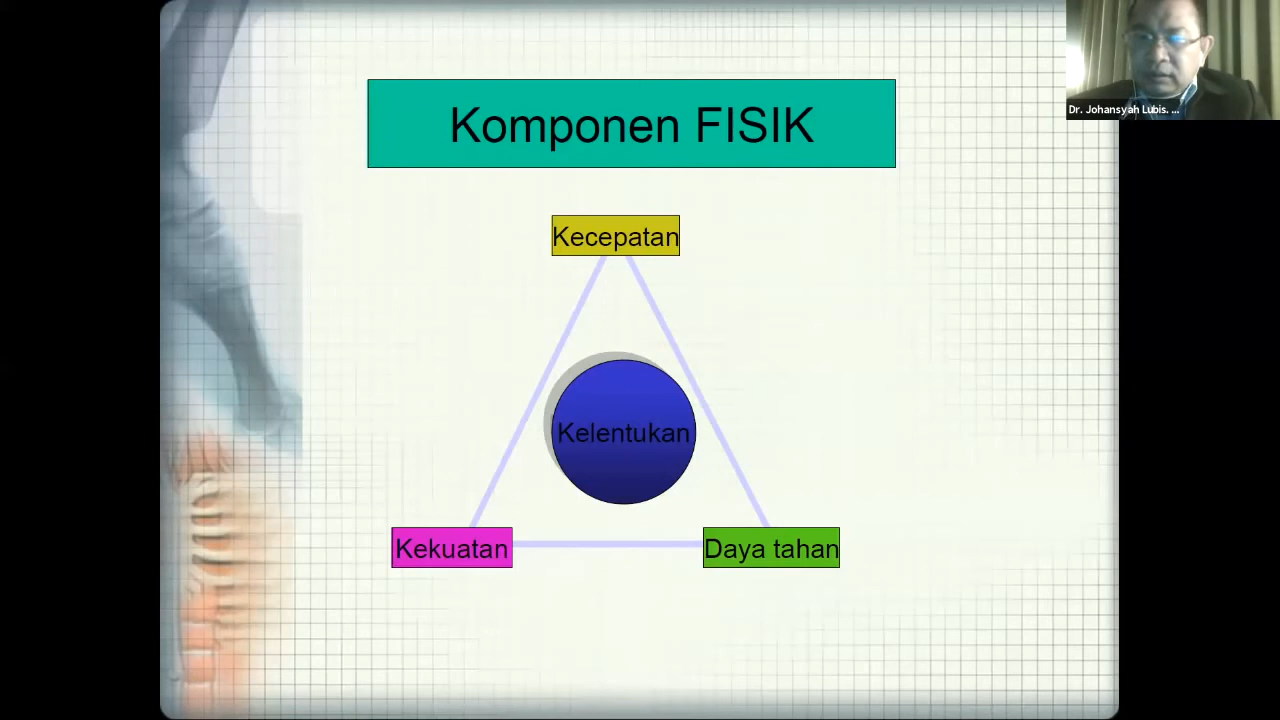 Komponen FISIK
Dr. Johansyah Lubis. ...
Kecepatan
Kelentukan
Kekuatan
Daya tahan